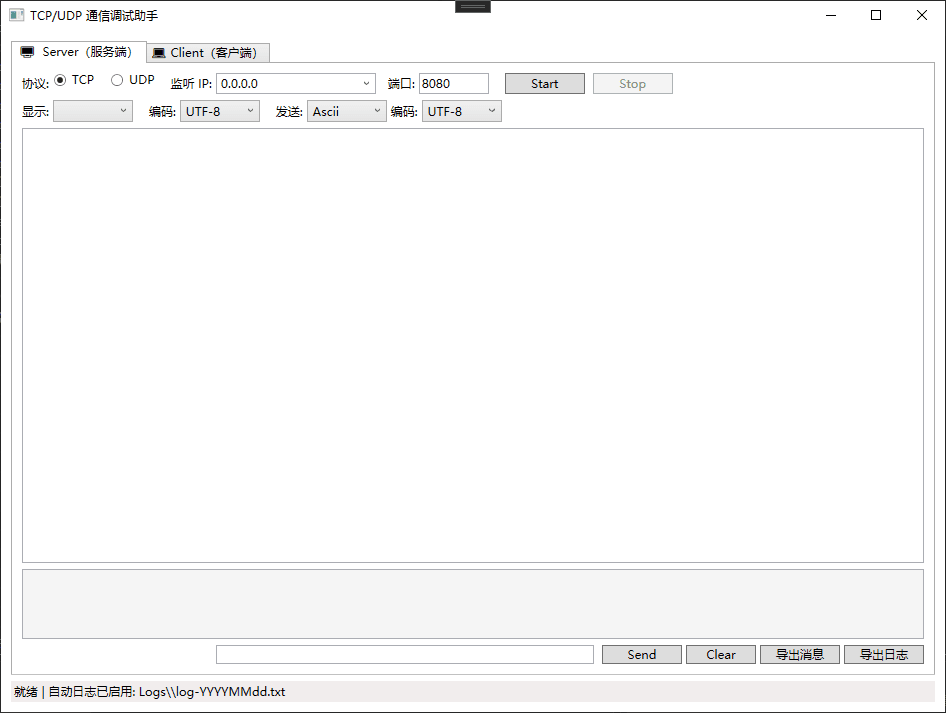 TCP/UDP 通信调试助手
Server（服务端） Client（客户端）
协议: TCP UDP 监听 IP: 0.0.0.0 端口: 8080 Start Stop
显示: 编码: UTF-8 发送: Ascii 编码: UTF-8
Send Clear 导出消息 导出日志
就绪 | 自动日志已启用: Logs\\log-YYYYMMdd.txt